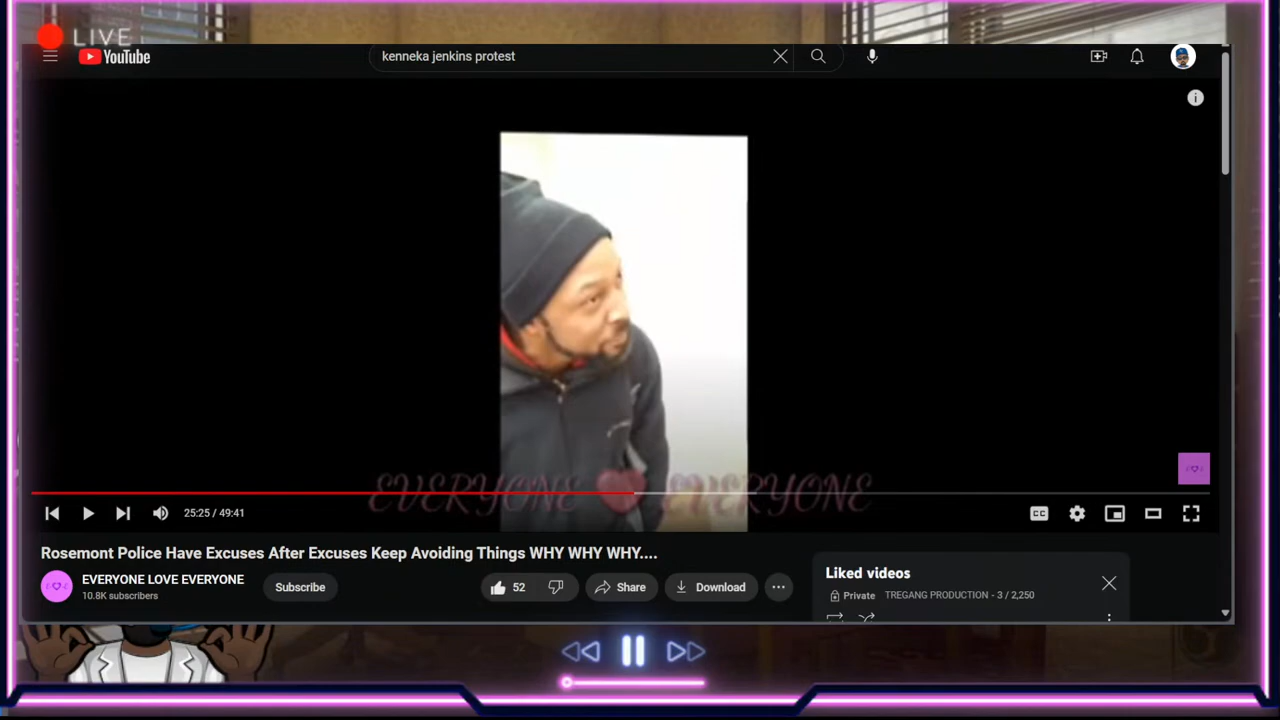 LIVE
YouTube
kenneka jenkins protest
EVERYONE EVERYONE
25:25 / 49:41
CC
Rosemont Police Have Excuses After Excuses Keep Avoiding Things WHY WHY WHY....
EVERYONE LOVE EVERYONE
10.8K subscribers
Subscribe
52
Share
Download
Liked videos
Private TREGANG PRODUCTION - 3 / 2,250